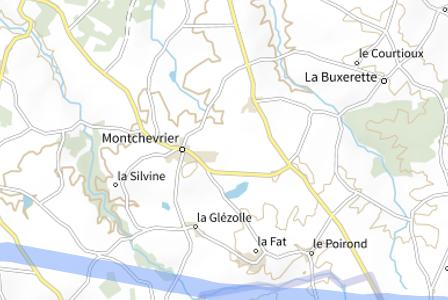 le Courtioux
La Buxerette
Montchevrier
la Silvine
la Glézolle
la Fat
le Poirond